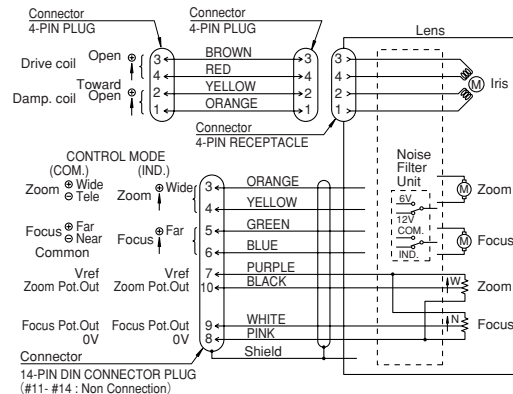 Connector
4-PIN PLUG
Connector
4-PIN PLUG
Lens
Drive coil Open ⊕
Toward
Damp. coil Open ⊕
3 BROWN 3 3
4 RED 4 4
2 YELLOW 2 2
1 ORANGE 1 1
M Iris
Connector
4-PIN RECEPTACLE
CONTROL MODE
(COM.) (IND.)
Zoom ⊕ Wide
⊖ Tele
Zoom ⊕ Wide
Focus ⊕ Far
⊖ Near
Common
Focus ⊕ Far
Vref Vref
Zoom Pot.Out Zoom Pot.Out
Focus Pot.Out Focus Pot.Out
0V 0V
3 ORANGE
4 YELLOW
5 GREEN
6 BLUE
7 PURPLE
10 BLACK
9 WHITE
8 PINK
Shield
Noise
Filter
Unit
6V
12V
COM.
IND.
M Zoom
M Focus
W Zoom
N Focus
Connector
14-PIN DIN CONNECTOR PLUG
(#11- #14 : Non Connection)